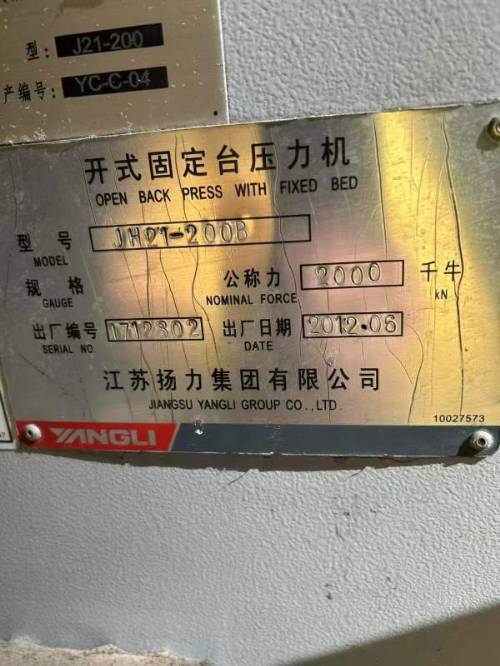 型: J21-200
产编号: YC-C-04
开式固定台压力机
OPEN BACK PRESS WITH FIXED BED
型号 JH21-200B
MODEL
规格 公称力 2000 千牛
GAUGE NOMINAL FORCE kN
出厂编号 1712302 出厂日期 2012.06
SERIAL NO. DATE
江苏扬力集团有限公司
JIANGSU YANGLI GROUP CO.,LTD.
YANGLI
10027573